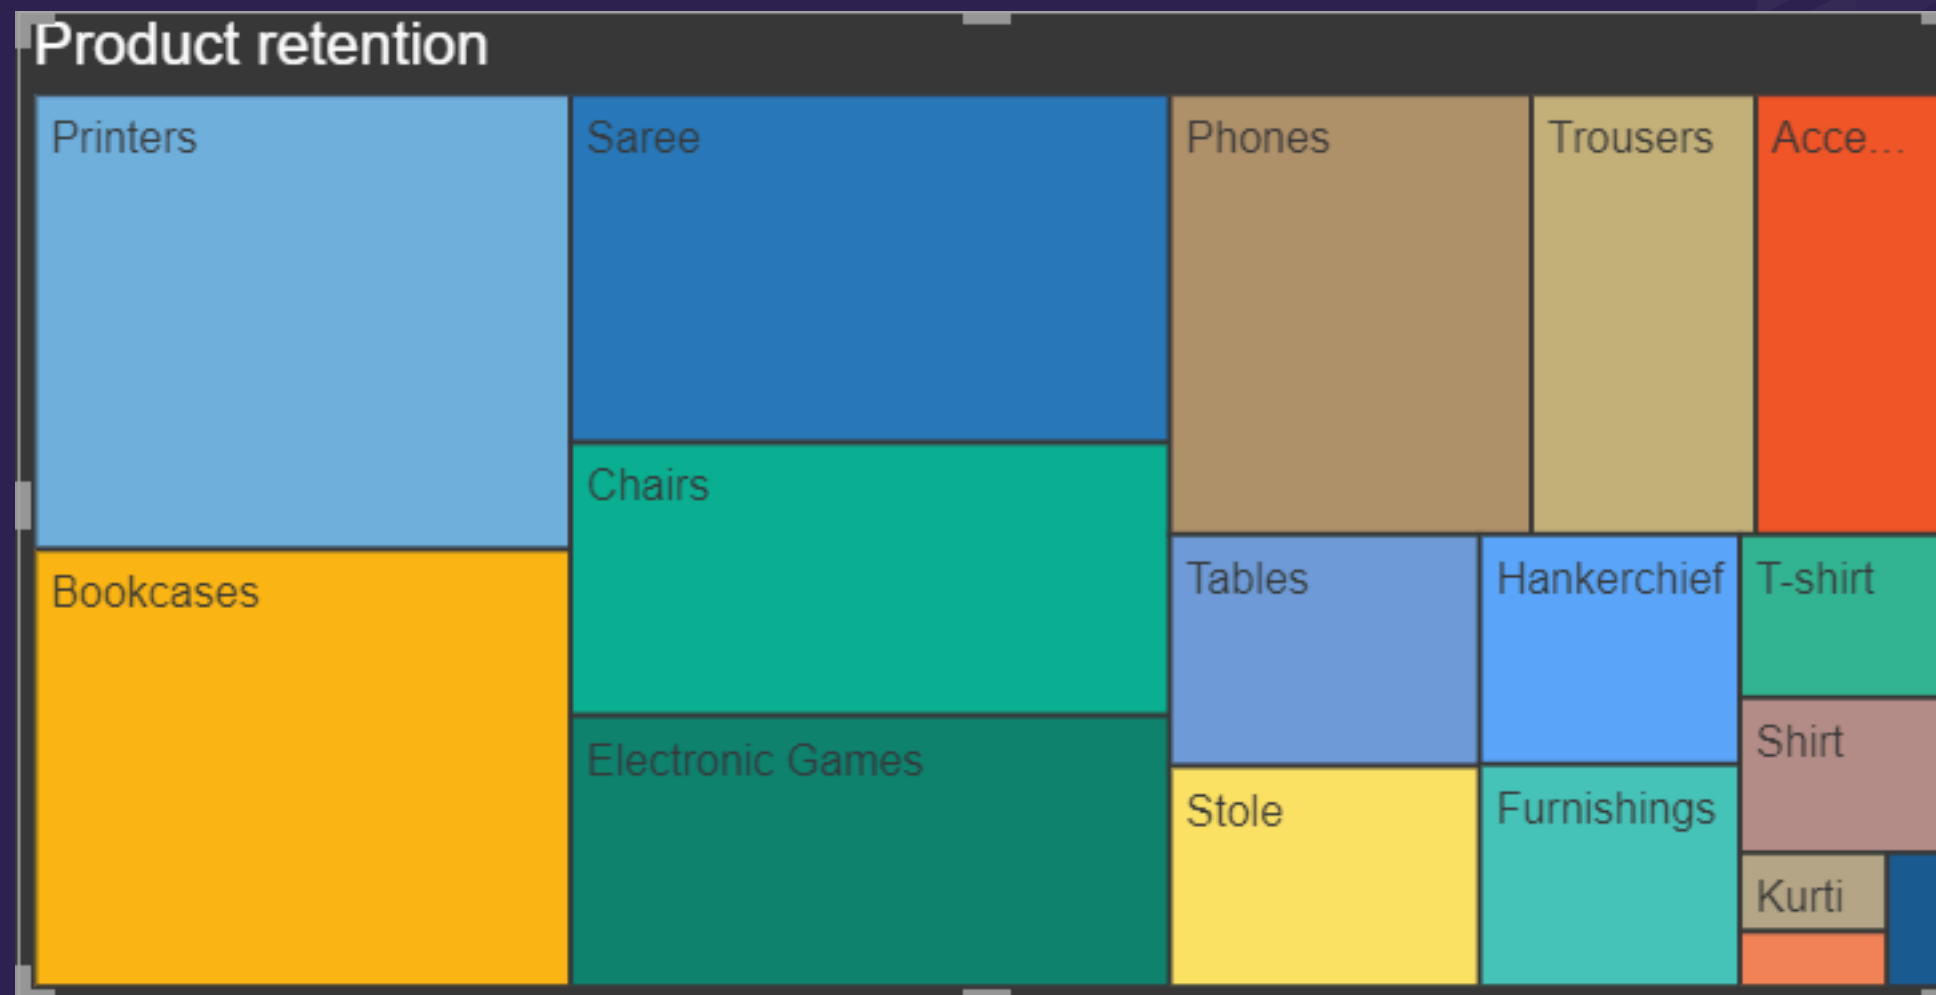 Product retention
Printers
Saree
Phones
Trousers
Acce...
Chairs
Bookcases
Tables
Hankerchief
T-shirt
Electronic Games
Shirt
Stole
Furnishings
Kurti